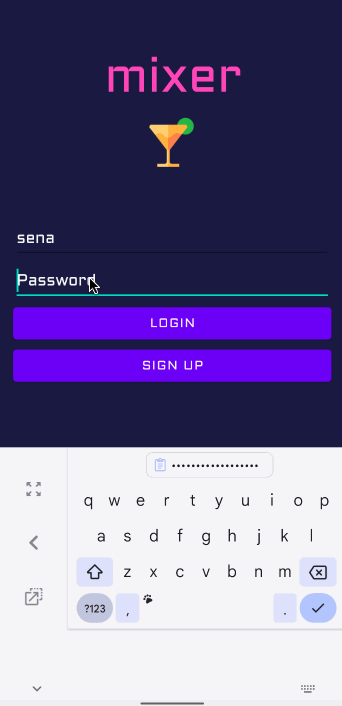 mixer
sena
Password
LOGIN
SIGN UP
••••••••••••••••••
q w e r t y u i o p
a s d f g h j k l
z x c v b n m
?123 , .